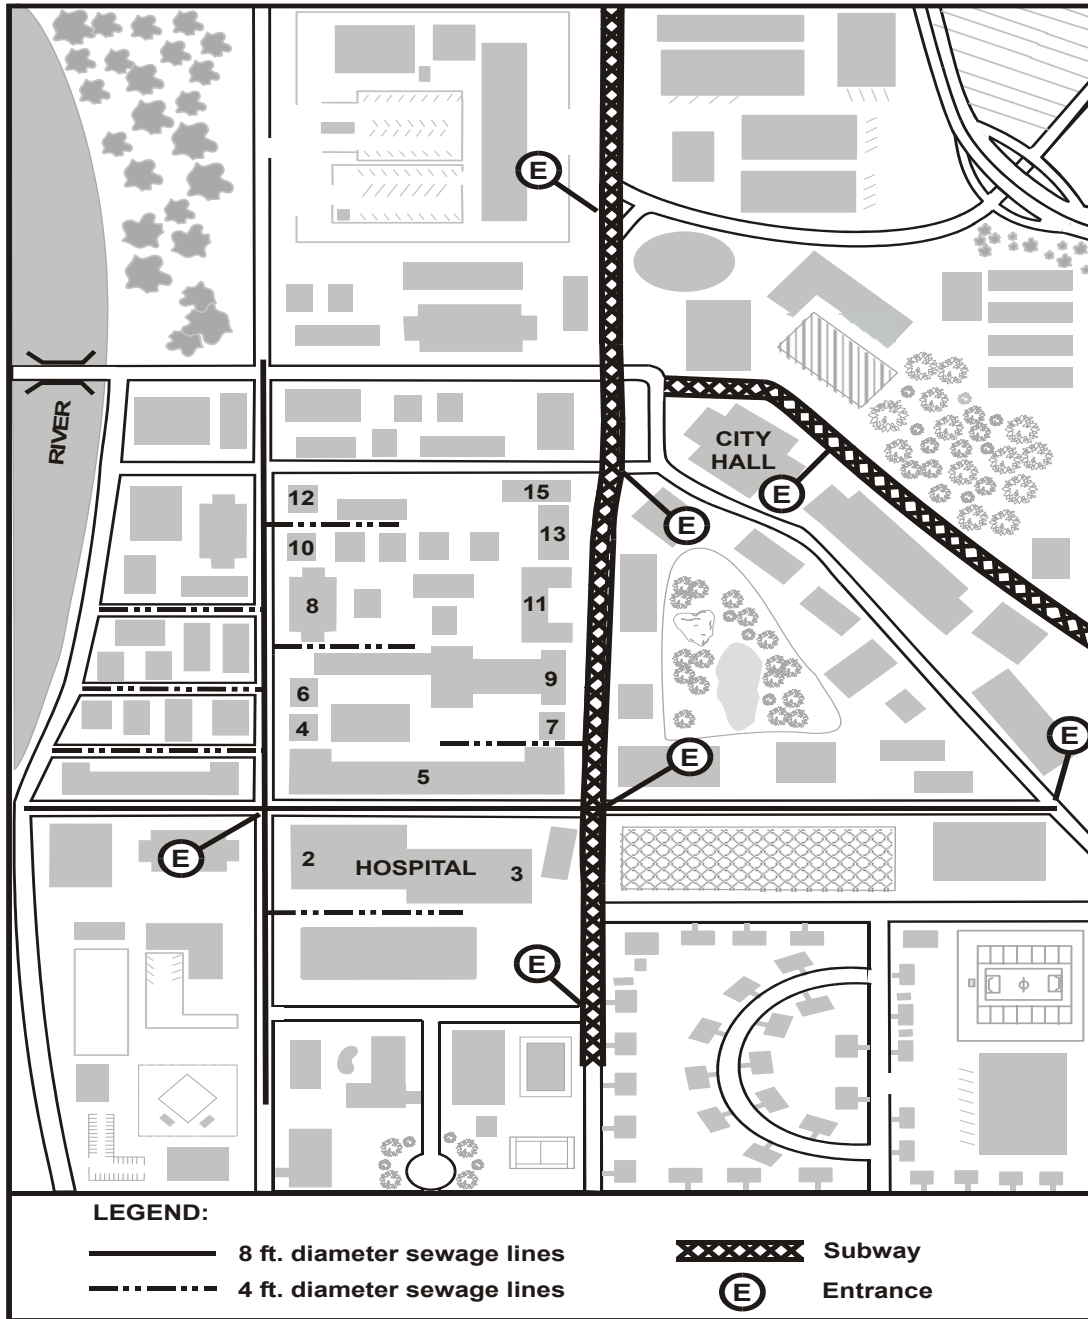 E
RIVER
CITY
HALL
E
12
15
E
10
13
8
11
9
6
4
7
E
E
5
2
HOSPITAL
3
E
E
LEGEND:
8 ft. diameter sewage lines
Subway
4 ft. diameter sewage lines
E
Entrance